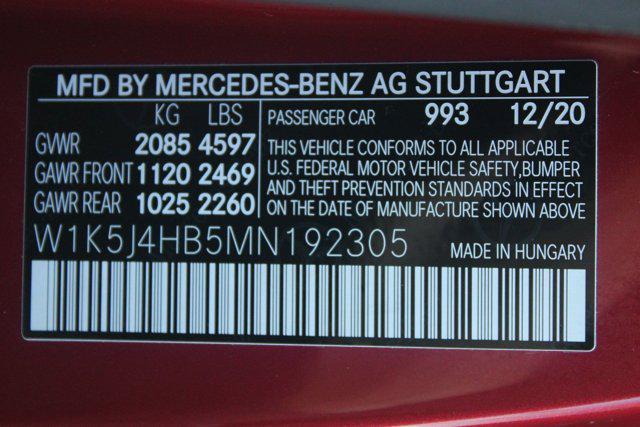 MFD BY MERCEDES-BENZ AG STUTTGART
KG LBS
GVWR 2085 4597
GAWR FRONT 1120 2469
GAWR REAR 1025 2260
PASSENGER CAR 993 12/20
THIS VEHICLE CONFORMS TO ALL APPLICABLE
U.S. FEDERAL MOTOR VEHICLE SAFETY,BUMPER
AND THEFT PREVENTION STANDARDS IN EFFECT
ON THE DATE OF MANUFACTURE SHOWN ABOVE
W1K5J4HB5MN192305
MADE IN HUNGARY